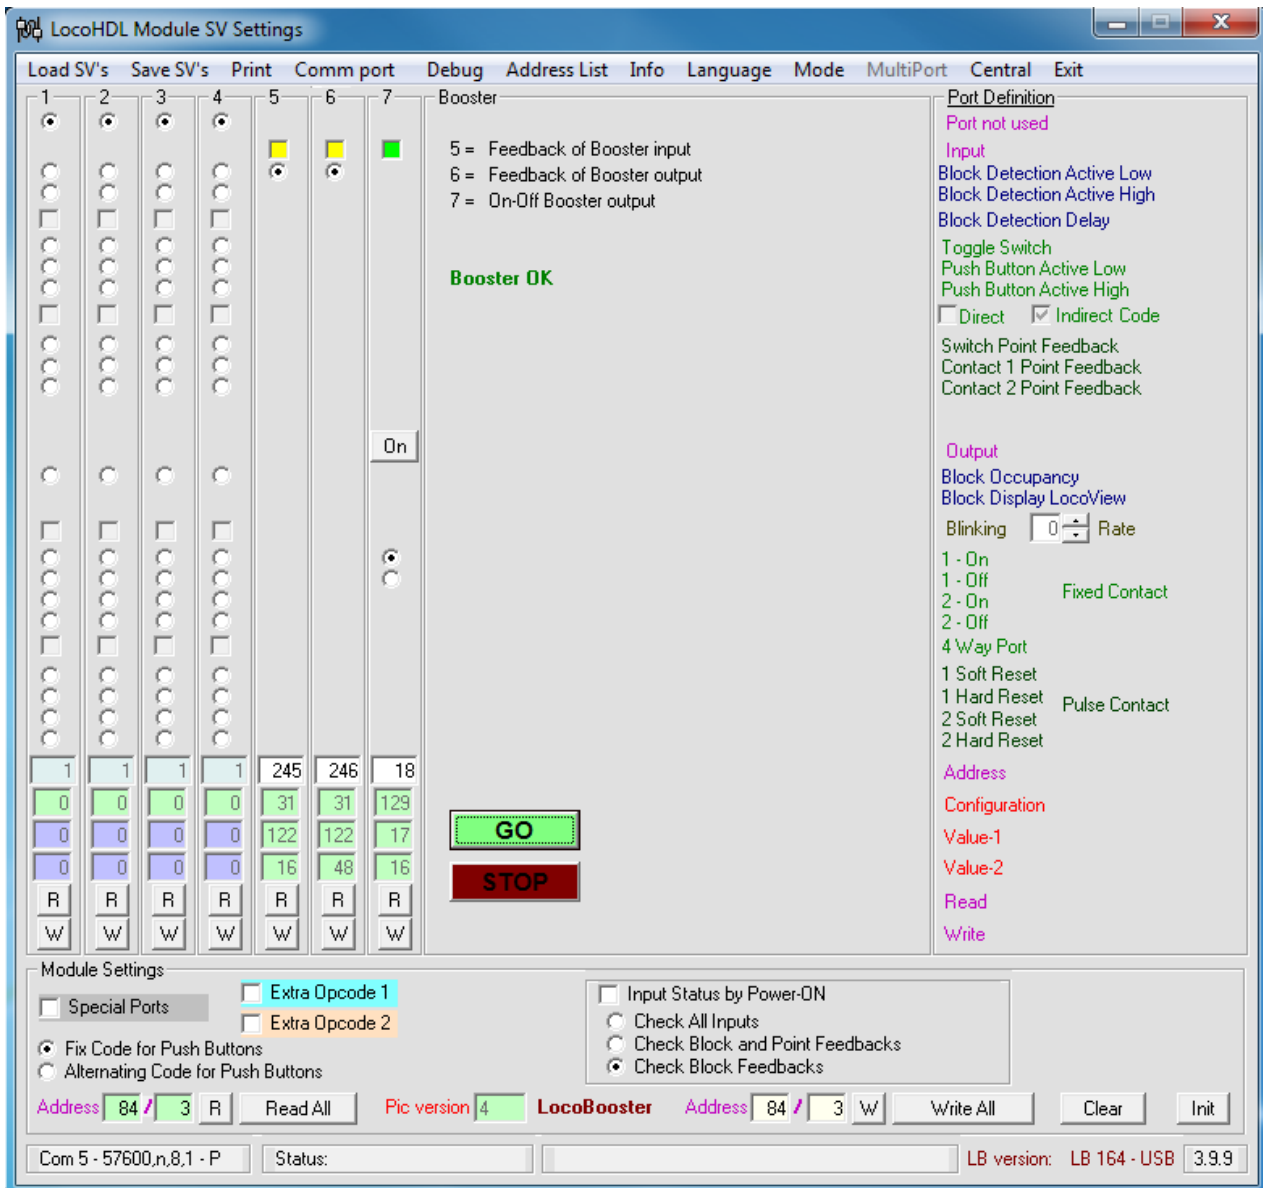 LocoHDL Module SV Settings
Load SV's Save SV's Print Comm port Debug Address List Info Language Mode MultiPort Central Exit
1 2 3 4 5 6 7 Booster Port Definition
Port not used
5 = Feedback of Booster input Input
6 = Feedback of Booster output Block Detection Active Low
7 = On-Off Booster output Block Detection Active High
Block Detection Delay
Toggle Switch
Booster OK Push Button Active Low
Push Button Active High
Direct Indirect Code
Switch Point Feedback
Contact 1 Point Feedback
Contact 2 Point Feedback
On Output
Block Occupancy
Block Display LocoView
Blinking 0 Rate
1 - On
1 - Off Fixed Contact
2 - On
2 - Off
4 Way Port
1 Soft Reset
1 Hard Reset Pulse Contact
2 Soft Reset
2 Hard Reset
1 1 1 1 245 246 18 Address
0 0 0 0 31 31 129 Configuration
0 0 0 0 122 122 17 GO Value-1
0 0 0 0 16 48 16 STOP Value-2
R R R R R R R Read
W W W W W W W Write
Module Settings
Special Ports Extra Opcode 1 Input Status by Power-ON
Extra Opcode 2 Check All Inputs
Fix Code for Push Buttons Check Block and Point Feedbacks
Alternating Code for Push Buttons Check Block Feedbacks
Address 84 / 3 R Read All Pic version 4 LocoBooster Address 84 / 3 W Write All Clear Init
Com 5 - 57600,n,8,1 - P Status: LB version: LB 164 - USB 3.9.9